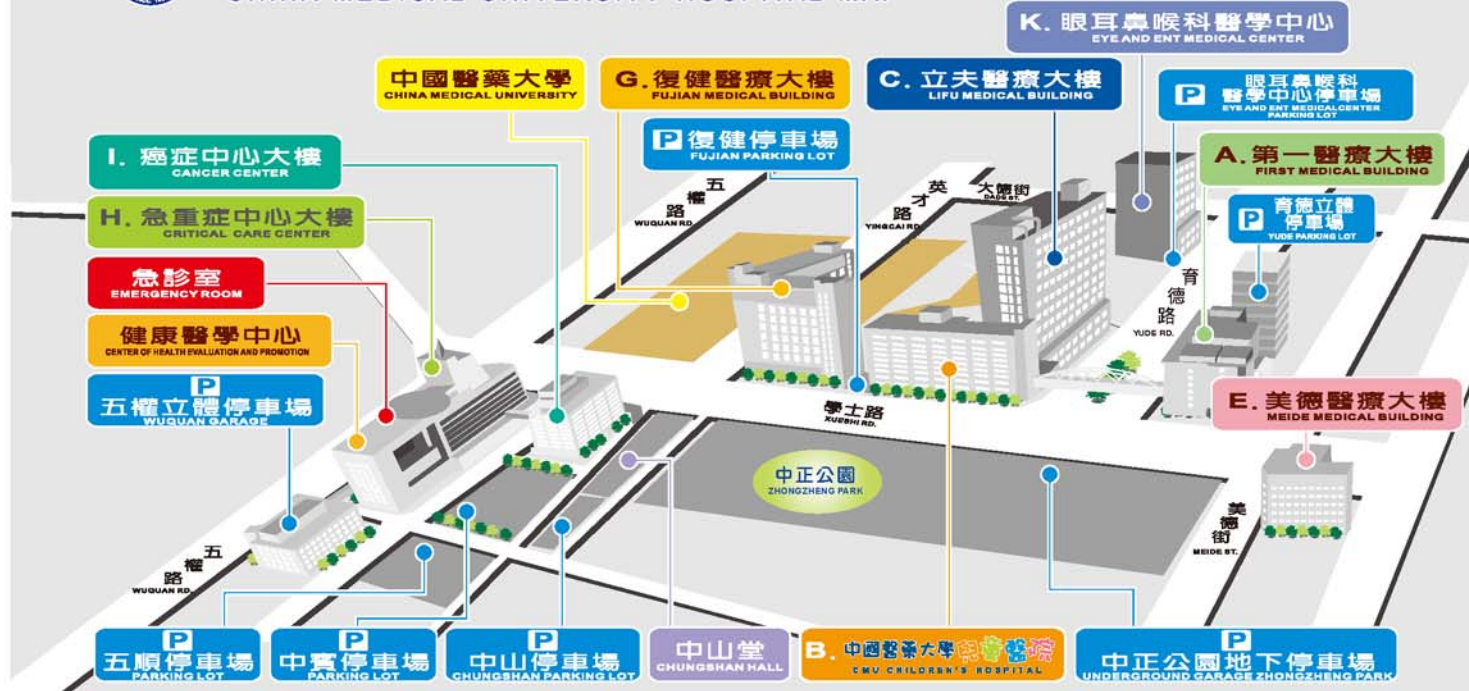 CHINA MEDICAL UNIVERSITY HOSPITAL MAP
K. 眼耳鼻喉科醫學中心
EYE AND ENT MEDICAL CENTER
中國醫藥大學
CHINA MEDICAL UNIVERSITY
G. 復健醫療大樓
FUJIAN MEDICAL BUILDING
C. 立夫醫療大樓
LIFU MEDICAL BUILDING
P
眼耳鼻喉科
醫學中心停車場
EYE AND ENT MEDICALCENTER
PARKING LOT
P 復健停車場
FUJIAN PARKING LOT
I. 癌症中心大樓
CANCER CENTER
A. 第一醫療大樓
FIRST MEDICAL BUILDING
H. 急重症中心大樓
CRITICAL CARE CENTER
五權路
WUQUAN RD.
英才路
YINGCAI RD.
大德街
DADE ST.
P
育德立體
停車場
YUDE PARKING LOT
急診室
EMERGENCY ROOM
育德路
YUDE RD.
健康醫學中心
CENTER OF HEALTH EVALUATION AND PROMOTION
P
五權立體停車場
WUQUAN GARAGE
學士路
XUESHI RD.
E. 美德醫療大樓
MEIDE MEDICAL BUILDING
中正公園
ZHONGZHENG PARK
美德街
MEIDE ST.
五權路
WUQUAN RD.
P
五順停車場
PARKING LOT
P
中賓停車場
PARKING LOT
P
中山停車場
CHUNGSHAN PARKING LOT
中山堂
CHUNGSHAN HALL
B. 中國醫藥大學兒童醫院
CMU CHILDREN'S HOSPITAL
P
中正公園地下停車場
UNDERGROUND GARAGE ZHONGZHENG PARK